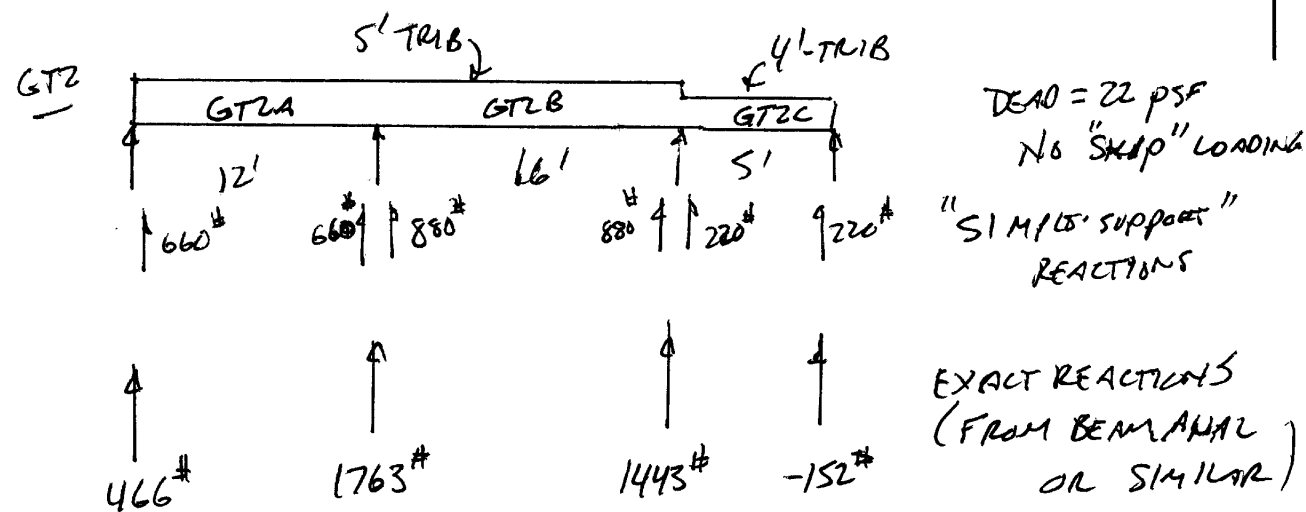 5' TRIB
4'-TRIB
GT2
GT2A
GT2B
GT2C
DEAD = 22 psf
NO "SKIP" LOADING
12'
16'
5'
660#
660#
880#
880#
220#
220#
"SIMPLE SUPPORT"
REACTIONS
EXACT REACTIONS
(FROM BEAMANAL
OR SIMILAR)
466#
1763#
1443#
-152#